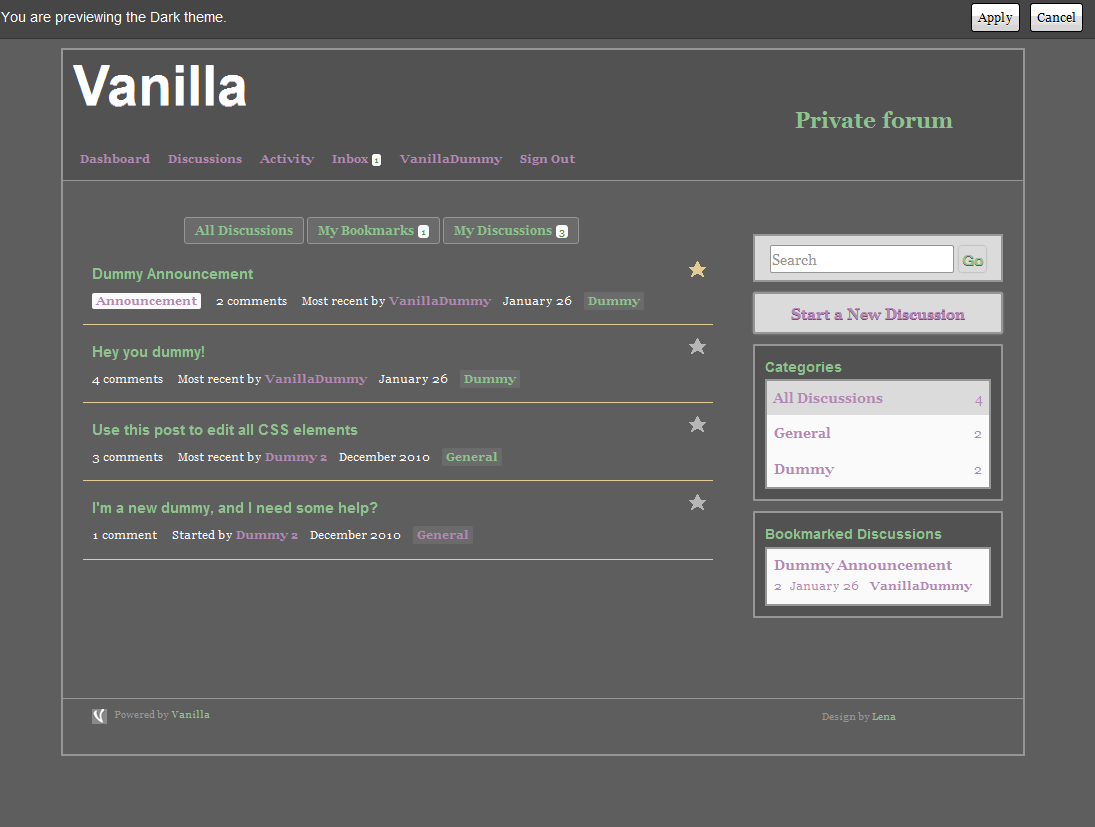 You are previewing the Dark theme. Apply Cancel
Vanilla
Private forum
Dashboard Discussions Activity Inbox 1 VanillaDummy Sign Out
All Discussions My Bookmarks 1 My Discussions 3
Dummy Announcement
Announcement 2 comments Most recent by VanillaDummy January 26 Dummy
Hey you dummy!
4 comments Most recent by VanillaDummy January 26 Dummy
Use this post to edit all CSS elements
3 comments Most recent by Dummy 2 December 2010 General
I'm a new dummy, and I need some help?
1 comment Started by Dummy 2 December 2010 General
Search Go
Start a New Discussion
Categories
All Discussions 4
General 2
Dummy 2
Bookmarked Discussions
Dummy Announcement
2 January 26 VanillaDummy
Powered by Vanilla
Design by Lena